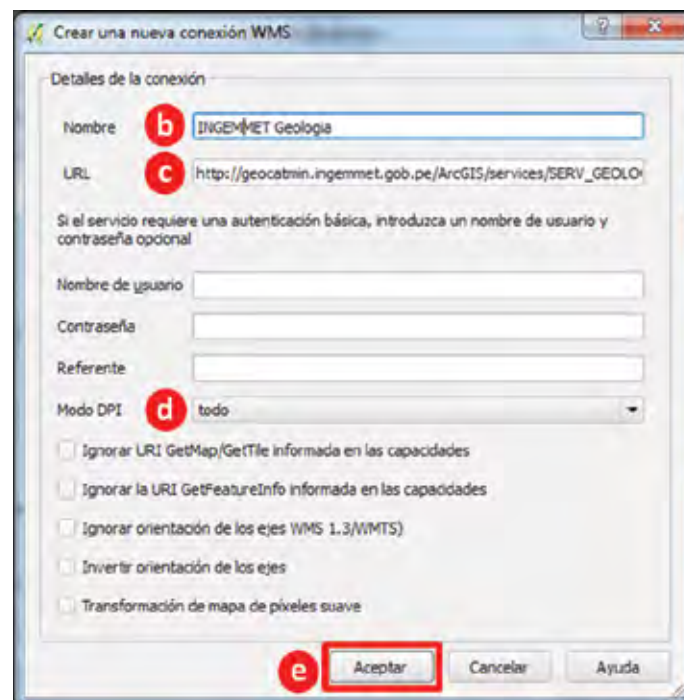 Crear una nueva conexión WMS
Detalles de la conexión
Nombre b INGEMMET Geologia
URL c http://geocatmin.ingemmet.gob.pe/ArcGIS/services/SERV_GEOLO
Si el servicio requiere una autenticación básica, introduzca un nombre de usuario y
contraseña opcional
Nombre de usuario
Contraseña
Referente
Modo DPI d todo
Ignorar URI GetMap/GetTile informada en las capacidades
Ignorar la URI GetFeatureInfo informada en las capacidades
Ignorar orientación de los ejes WMS 1.3/WMTS)
Invertir orientación de los ejes
Transformación de mapa de píxeles suave
e Aceptar Cancelar Ayuda